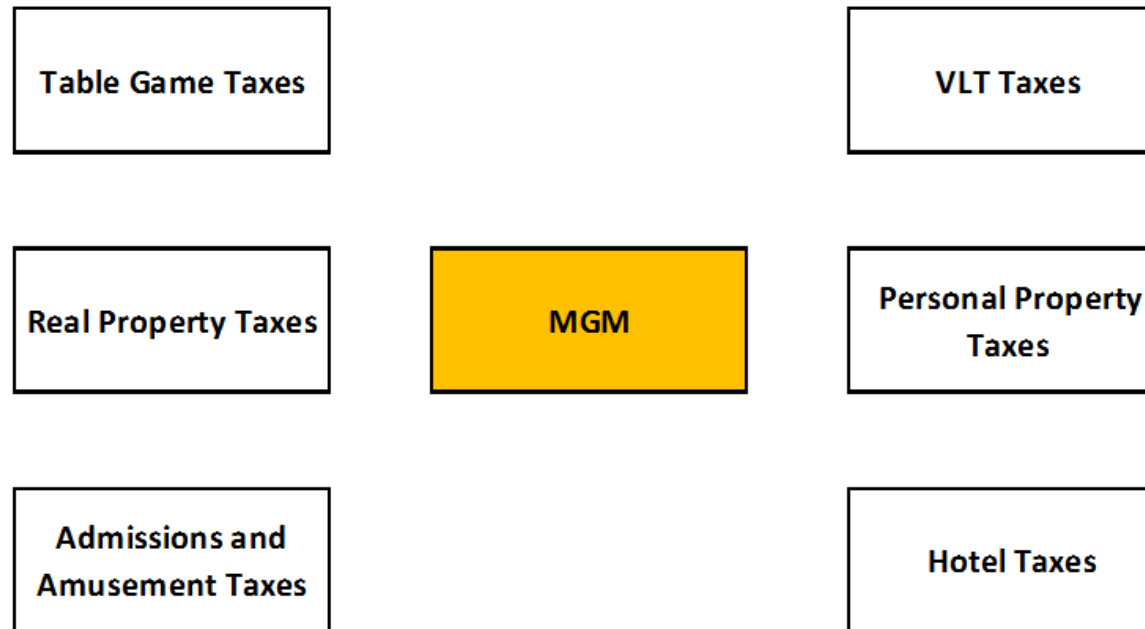 Table Game Taxes
VLT Taxes
Real Property Taxes
MGM
Personal Property
Taxes
Admissions and
Amusement Taxes
Hotel Taxes